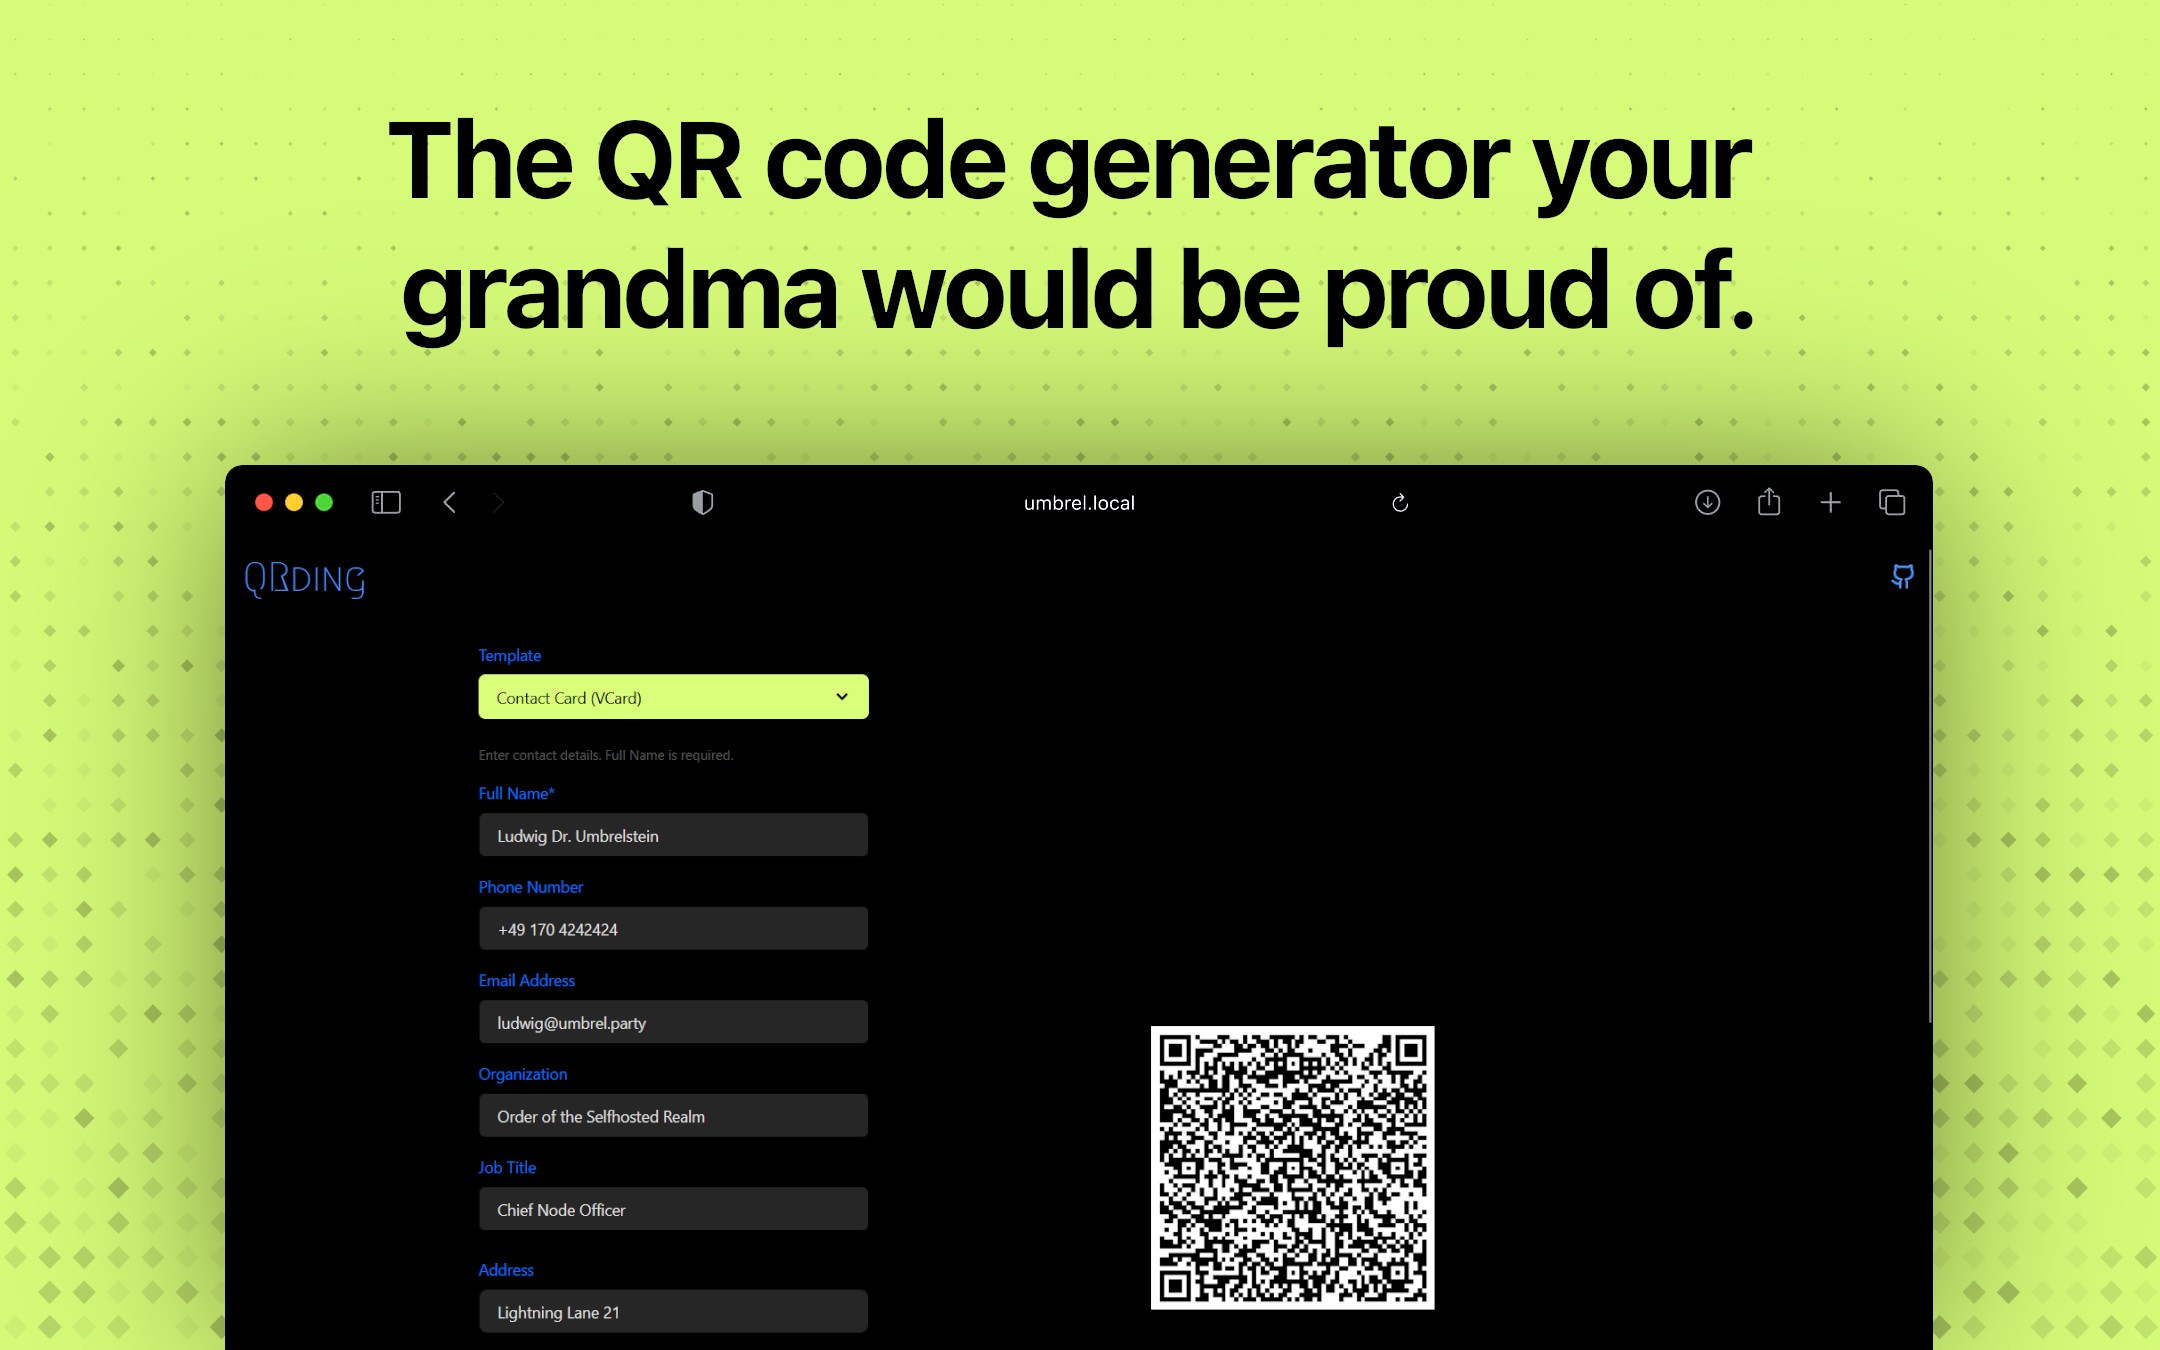 The QR code generator your
grandma would be proud of.
umbrel.local
QRDING
Template
Contact Card (VCard)
Enter contact details. Full Name is required.
Full Name*
Ludwig Dr. Umbrelstein
Phone Number
+49 170 4242424
Email Address
ludwig@umbrel.party
Organization
Order of the Selfhosted Realm
Job Title
Chief Node Officer
Address
Lightning Lane 21